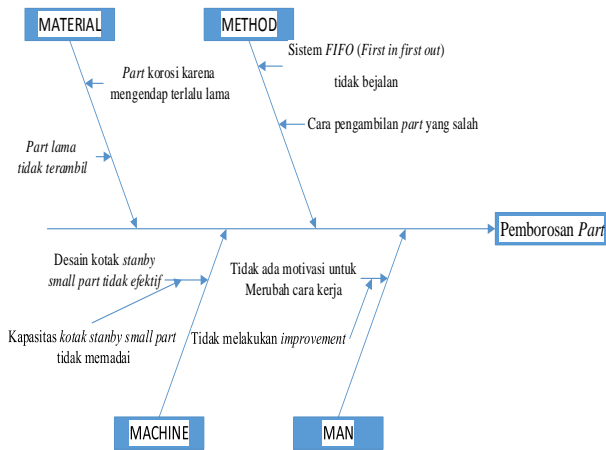 MATERIAL
METHOD
Sistem FIFO (First in first out)
tidak bejalan
Part korosi karena
mengendap terlalu lama
Cara pengambilan part yang salah
Part lama
tidak terambil
Pemborosan Part
Desain kotak stanby
small part tidak efektif
Tidak ada motivasi untuk
Merubah cara kerja
Kapasitas kotak stanby small part
tidak memadai
Tidak melakukan improvement
MACHINE
MAN